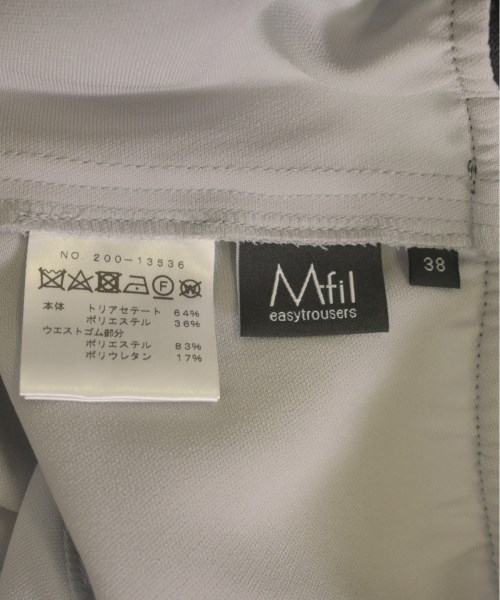 NO. 200-13536
本体 トリアセテート 64%
ポリエステル 36%
ウエストゴム部分
ポリエステル 83%
ポリウレタン 17%
Mfil
easytrousers
38